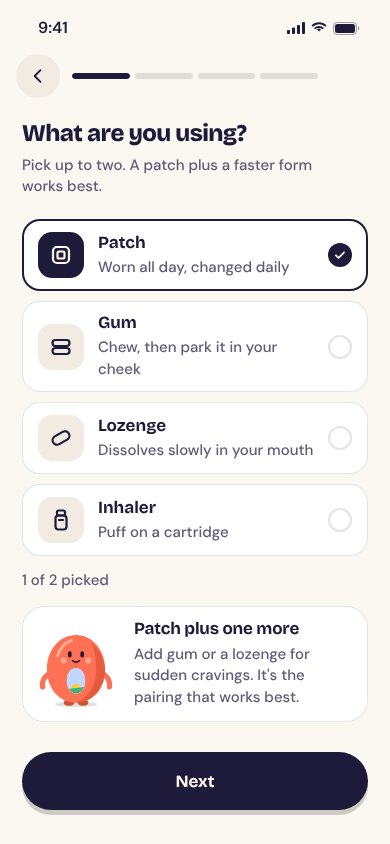 9:41
What are you using?
Pick up to two. A patch plus a faster form
works best.
Patch
Worn all day, changed daily
Gum
Chew, then park it in your
cheek
Lozenge
Dissolves slowly in your mouth
Inhaler
Puff on a cartridge
1 of 2 picked
Patch plus one more
Add gum or a lozenge for
sudden cravings. It's the
pairing that works best.
Next